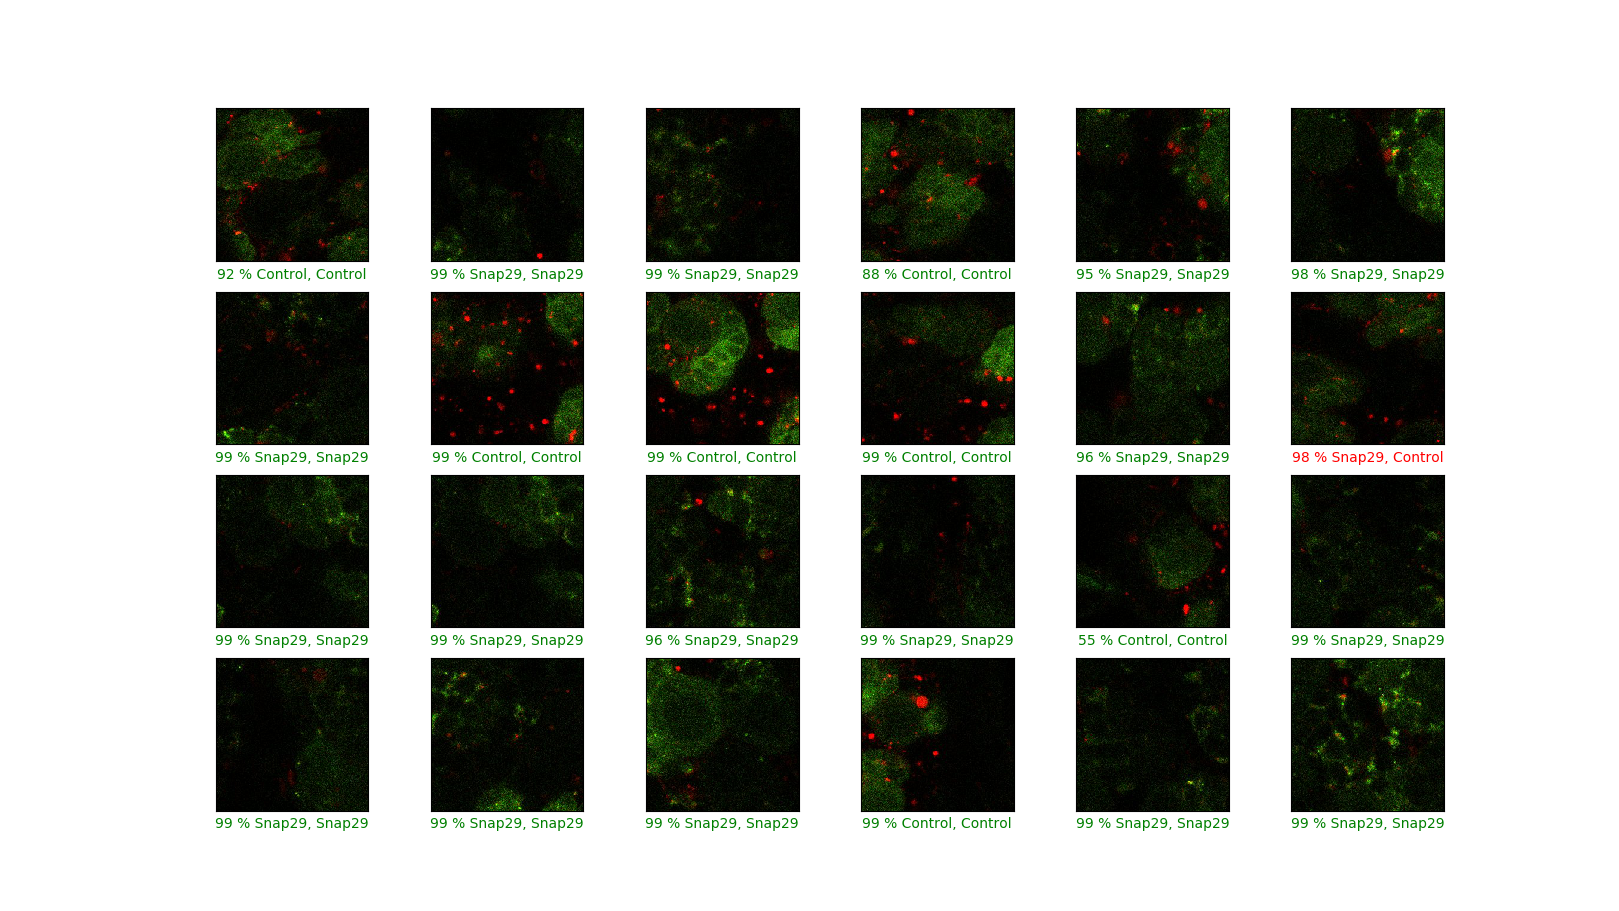 92 % Control, Control
99 % Snap29, Snap29
99 % Snap29, Snap29
88 % Control, Control
95 % Snap29, Snap29
98 % Snap29, Snap29
99 % Snap29, Snap29
99 % Control, Control
99 % Control, Control
99 % Control, Control
96 % Snap29, Snap29
98 % Snap29, Control
99 % Snap29, Snap29
99 % Snap29, Snap29
96 % Snap29, Snap29
99 % Snap29, Snap29
55 % Control, Control
99 % Snap29, Snap29
99 % Snap29, Snap29
99 % Snap29, Snap29
99 % Snap29, Snap29
99 % Control, Control
99 % Snap29, Snap29
99 % Snap29, Snap29